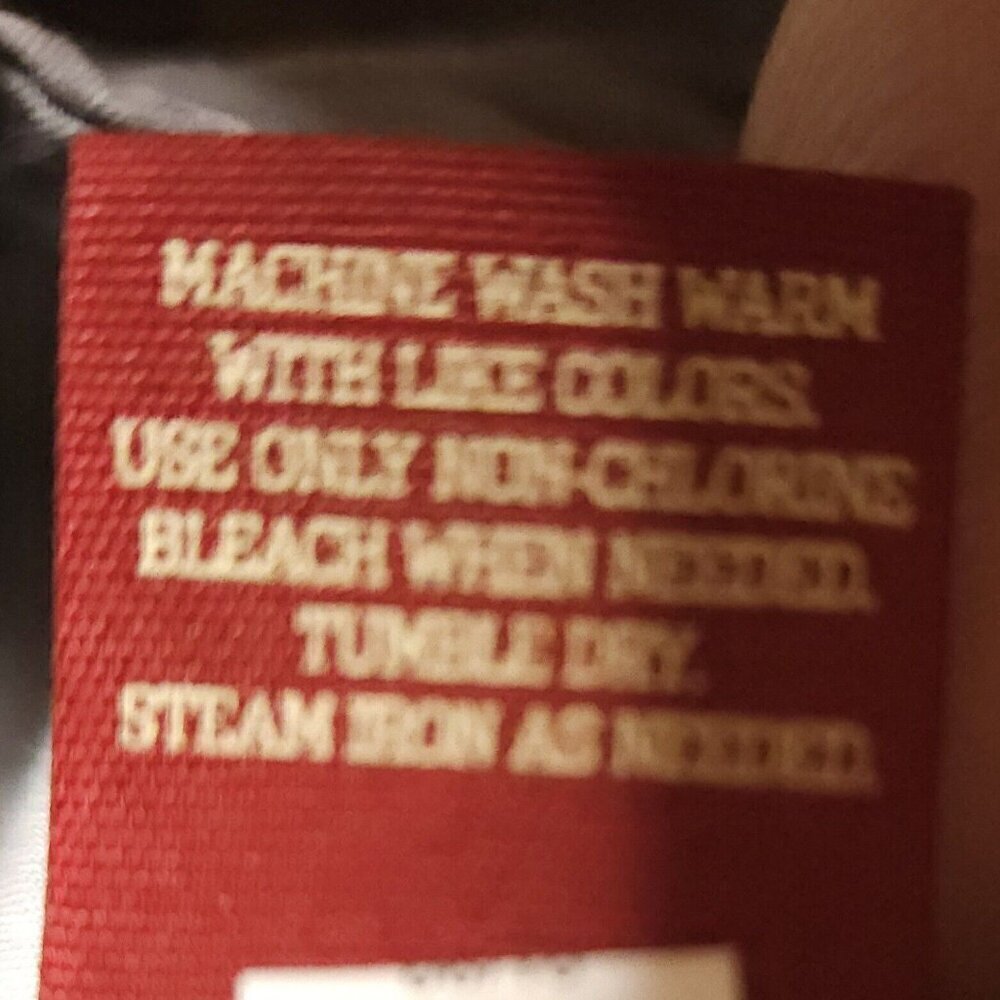 MACHINE WASH WARM
WITH LIKE COLORS.
USE ONLY NON-CHLORINE
BLEACH WHEN NEEDED.
TUMBLE DRY.
STEAM IRON AS NEEDED.